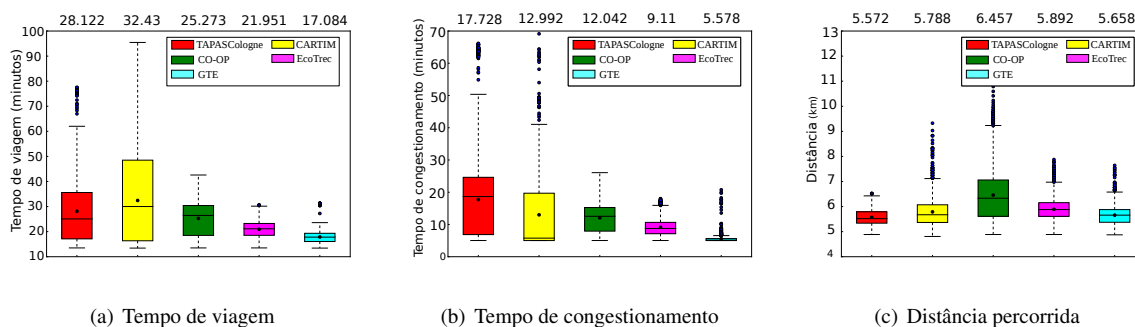 28.122 32.43 25.273 21.951 17.084
Tempo de viagem (minutos)
100
90
80
70
60
50
40
30
20
10
TAPASCologne
CO-OP
GTE
CARTIM
EcoTrec
(a) Tempo de viagem
17.728 12.992 12.042 9.11 5.578
Tempo de congestionamento (minutos)
70
60
50
40
30
20
10
0
TAPASCologne
CO-OP
GTE
CARTIM
EcoTrec
(b) Tempo de congestionamento
5.572 5.788 6.457 5.892 5.658
Distância (km)
13
12
11
10
9
8
7
6
5
4
TAPASCologne
CO-OP
GTE
CARTIM
EcoTrec
(c) Distância percorrida